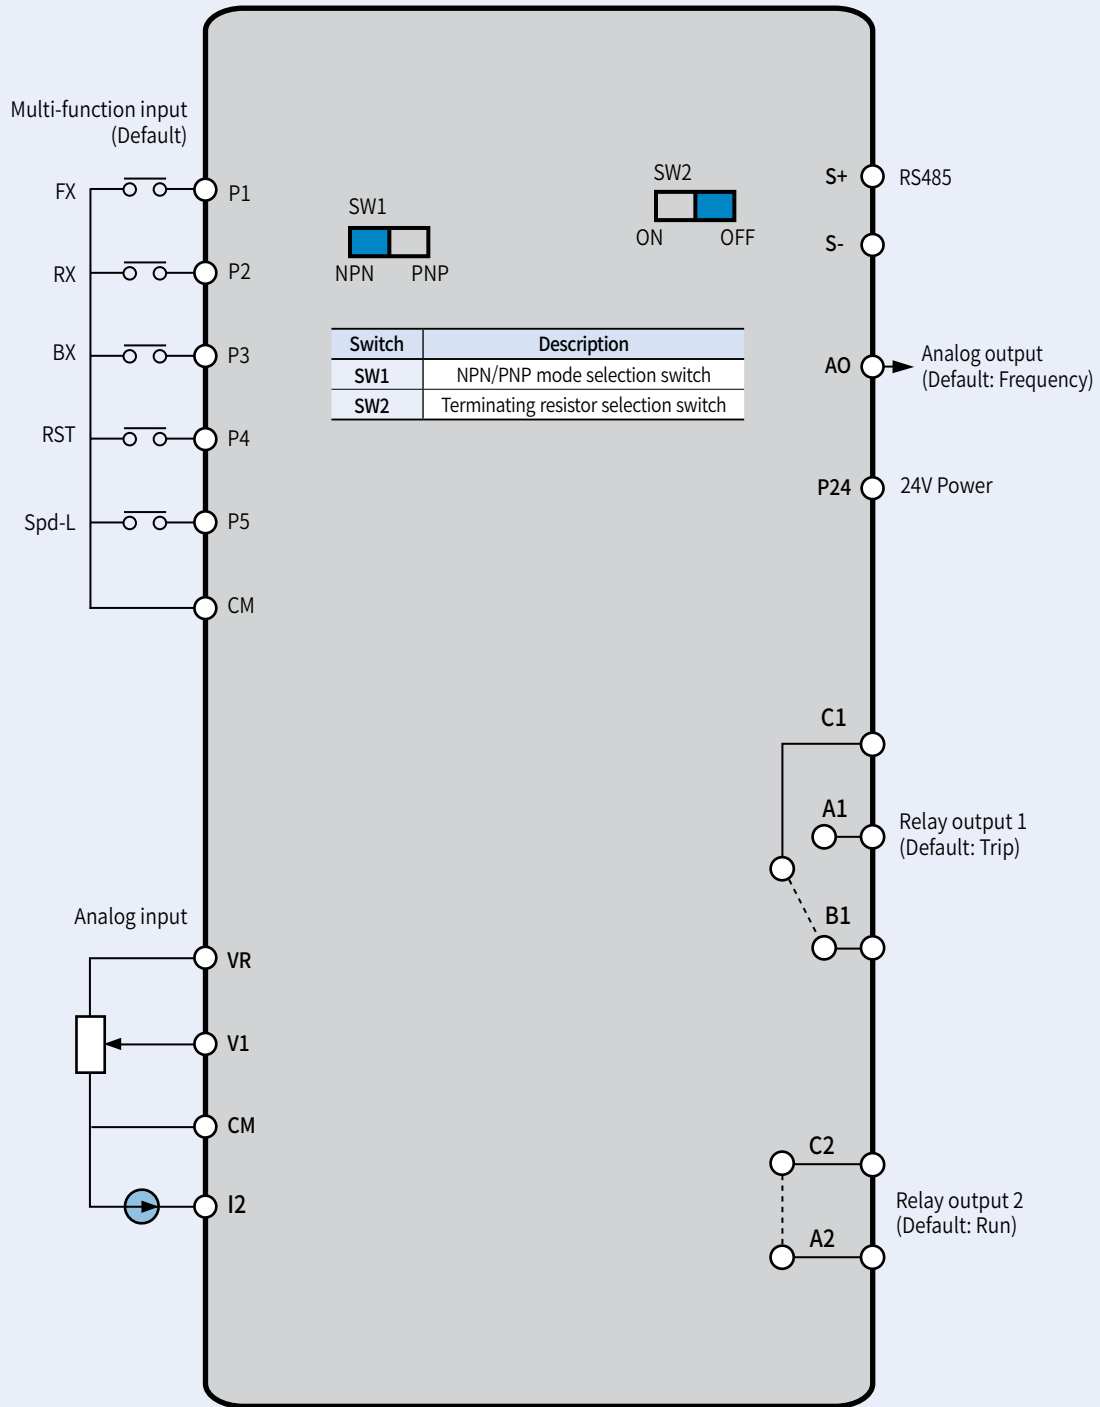 Multi-function input
(Default)
FX
P1
RX
P2
BX
P3
RST
P4
Spd-L
P5
CM
SW1
NPN PNP
SW2
ON OFF
Switch Description
SW1 NPN/PNP mode selection switch
SW2 Terminating resistor selection switch
S+ RS485
S-
AO
Analog output
(Default: Frequency)
P24 24V Power
C1
A1
Relay output 1
(Default: Trip)
B1
Analog input
VR
V1
CM
I2
C2
Relay output 2
(Default: Run)
A2